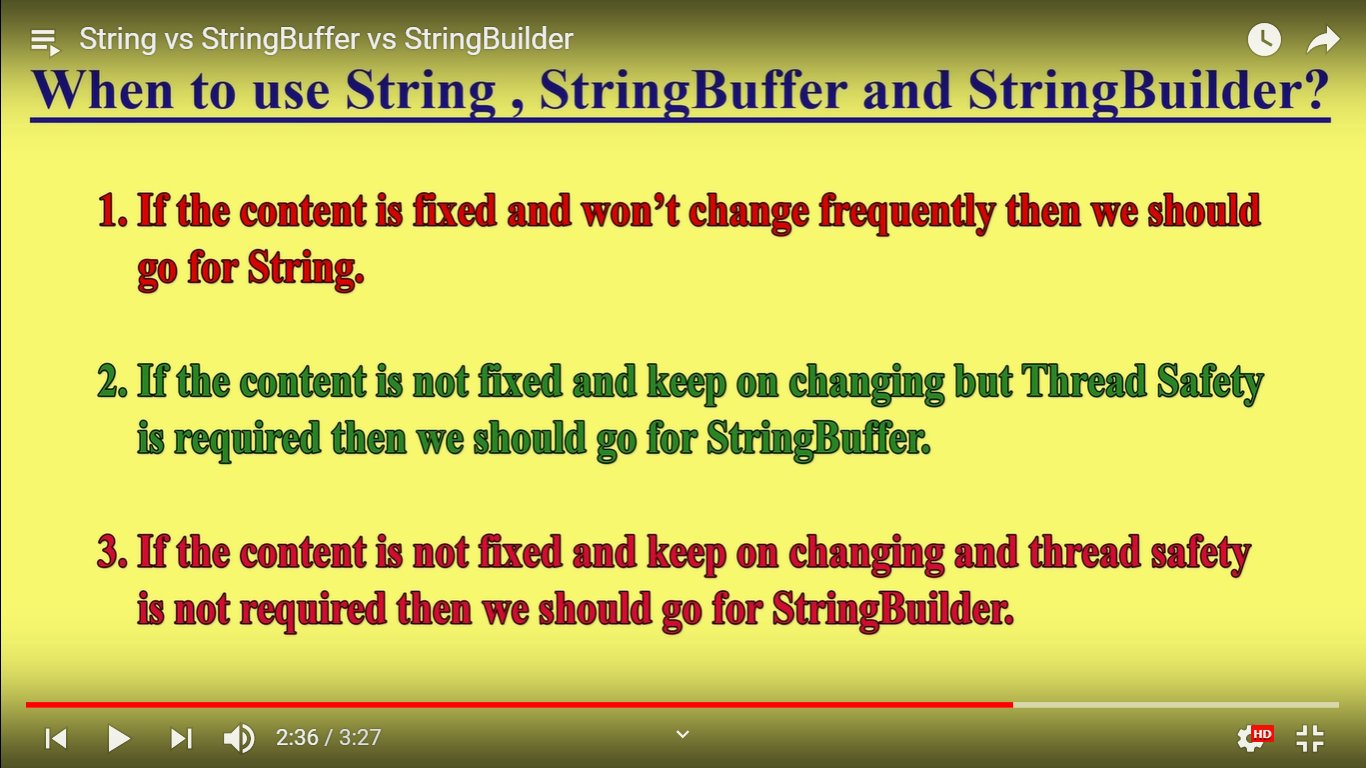 String vs StringBuffer vs StringBuilder
When to use String , StringBuffer and StringBuilder?
1. If the content is fixed and won’t change frequently then we should
go for String.
2. If the content is not fixed and keep on changing but Thread Safety
is required then we should go for StringBuffer.
3. If the content is not fixed and keep on changing and thread safety
is not required then we should go for StringBuilder.
2:36 / 3:27
HD